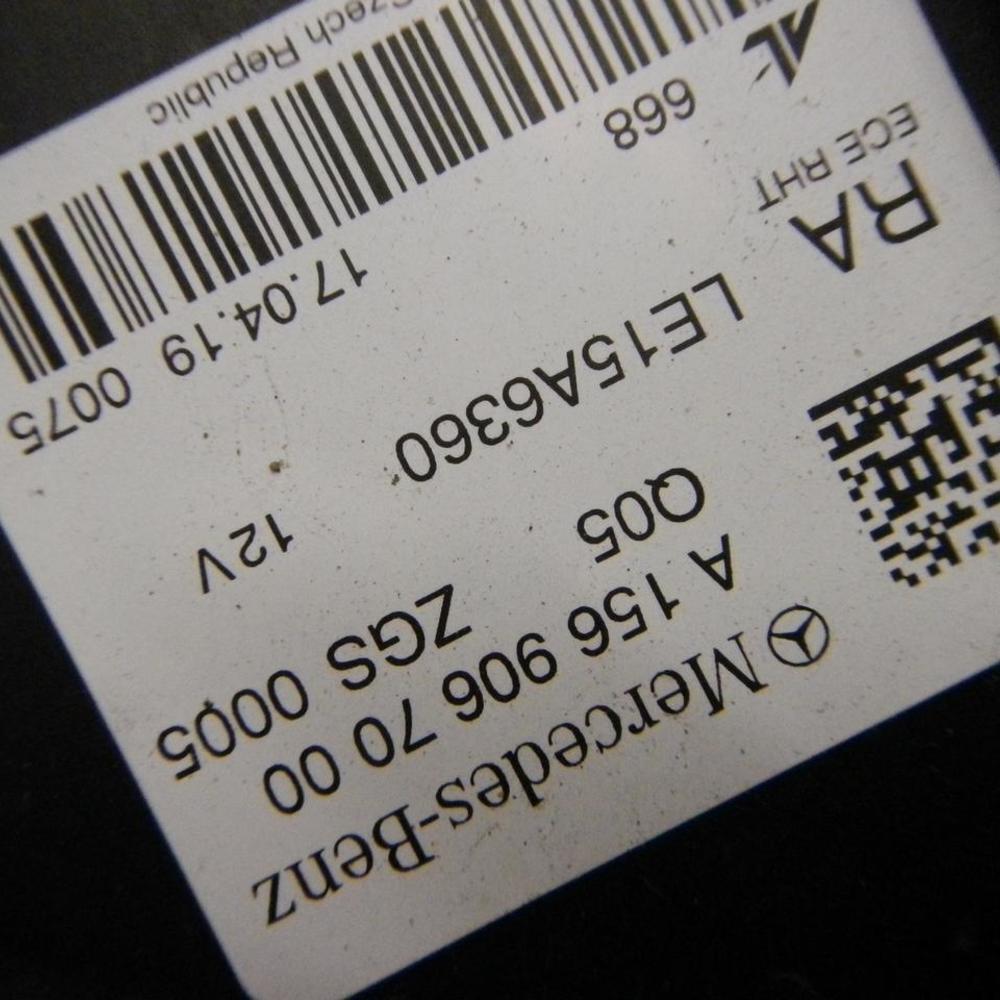 Mercedes-Benz
A 156 906 70 00
Q05 ZGS 0005
12V
LE15A6360
RA
ECE RHT
17.04.19 0075
668
AL
Czech Republic